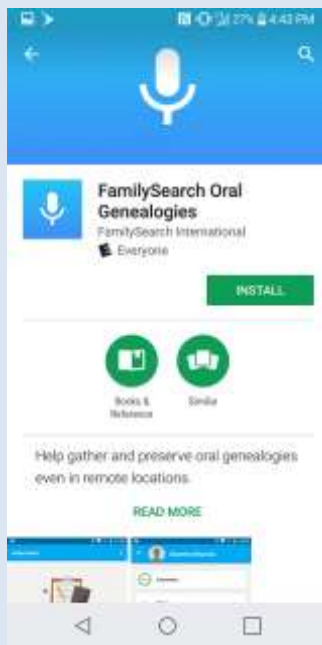 27% 4:43 PM
FamilySearch Oral
Genealogies
FamilySearch International
Everyone
INSTALL
Books &
Reference
Similar
Help gather and preserve oral genealogies
even in remote locations.
READ MORE